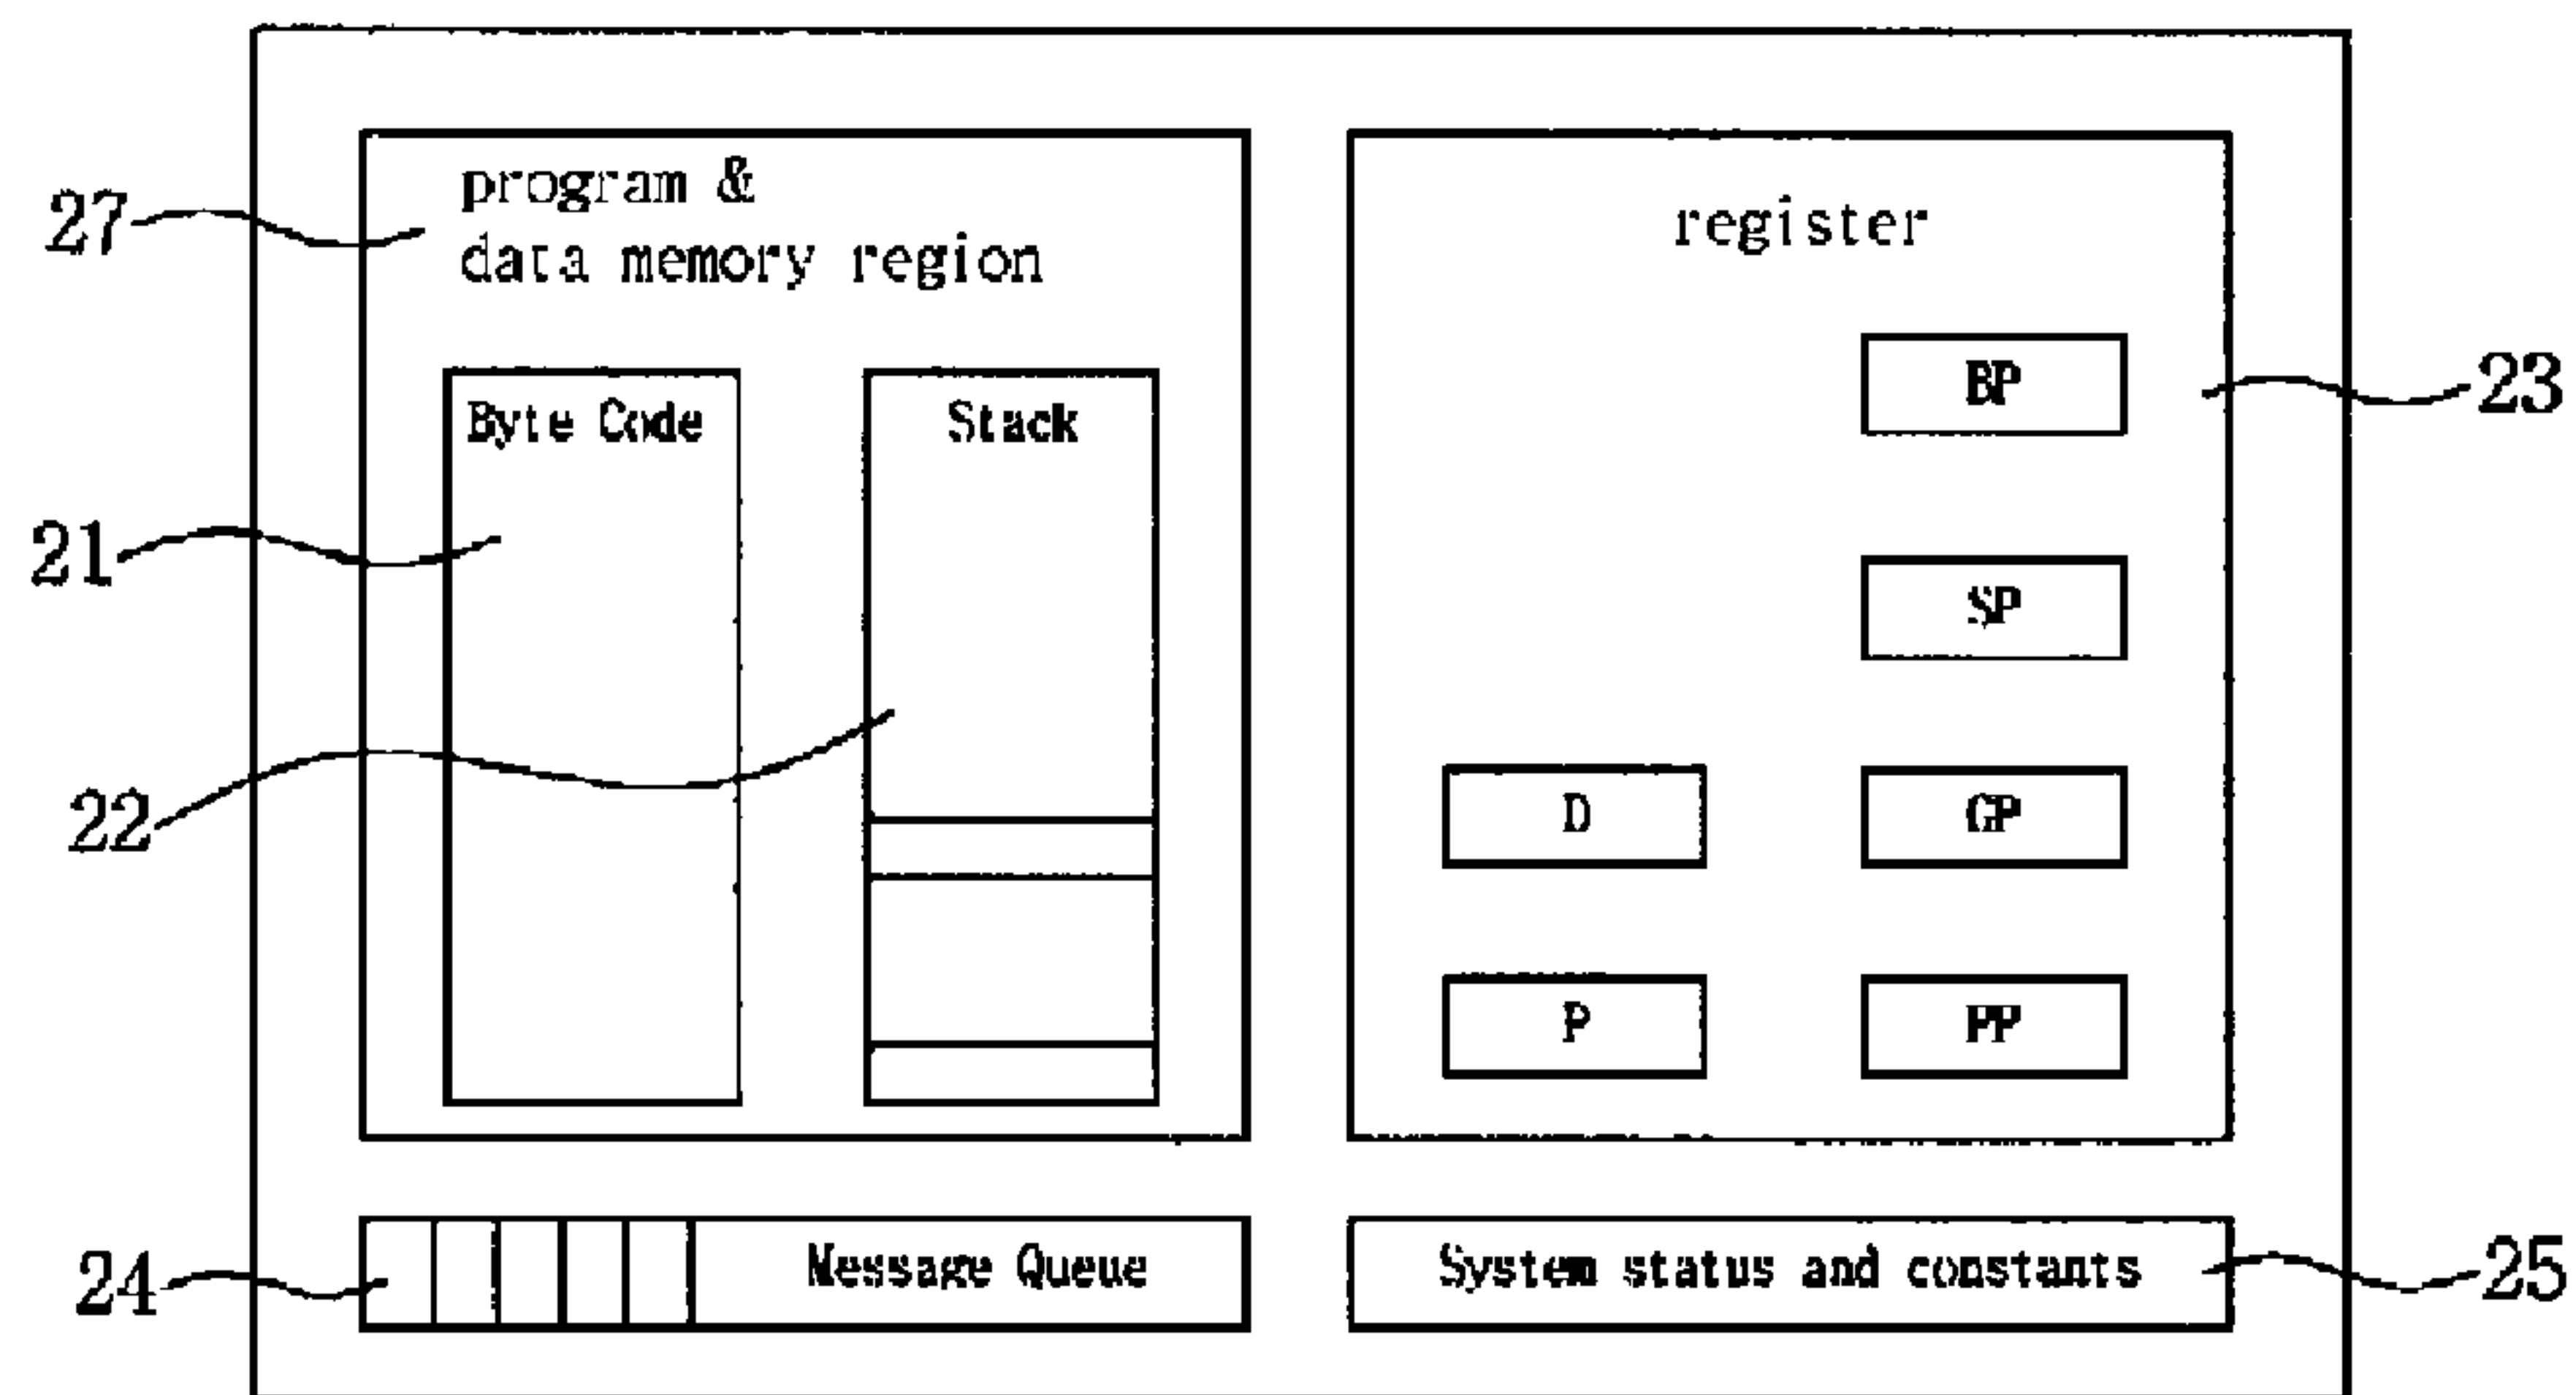 program &
data memory region
27
register
BP
23
Byte Code
Stack
21
SP
22
D
GP
P
PP
24
Message Queue
System status and constants
25